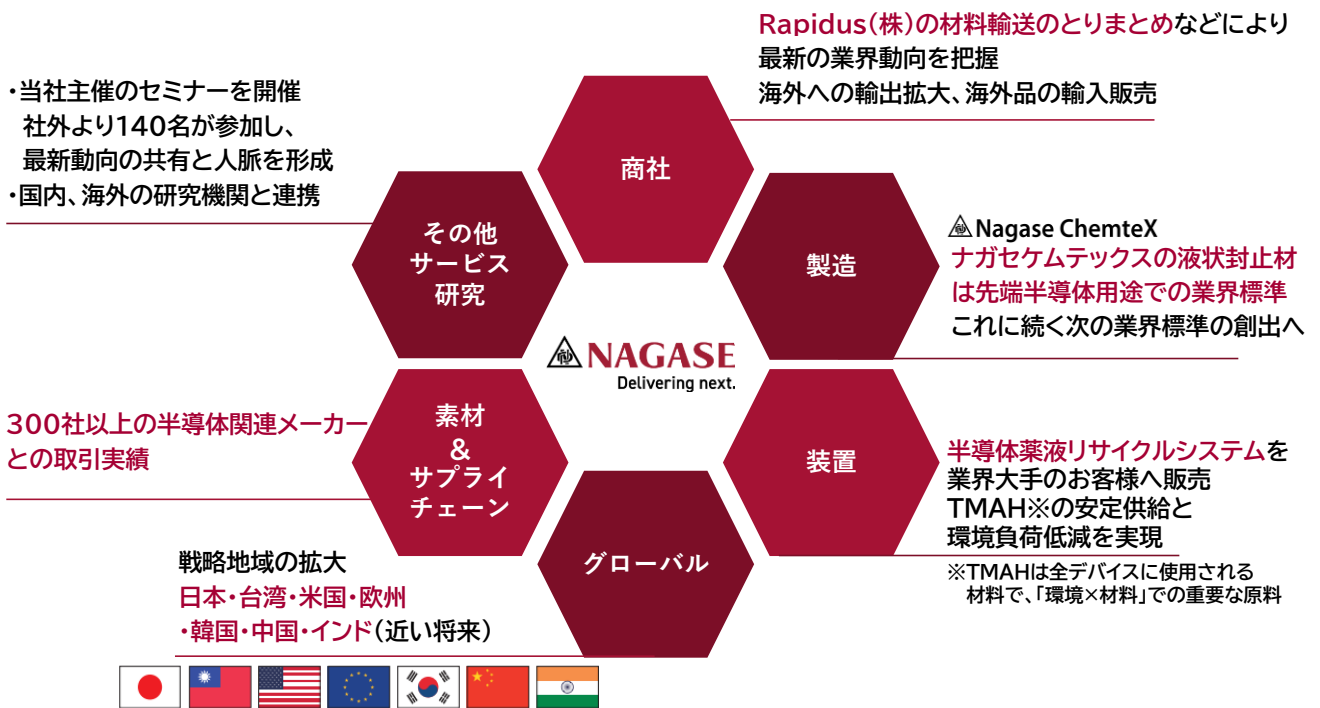 Rapidus(株)の材料輸送のとりまとめなどにより
最新の業界動向を把握
海外への輸出拡大、海外品の輸入販売
・当社主催のセミナーを開催
社外より140名が参加し、
最新動向の共有と人脈を形成
・国内、海外の研究機関と連携
商社
その他
サービス
研究
製造
Nagase ChemteX
ナガセケムテックスの液状封止材
は先端半導体用途での業界標準
これに続く次の業界標準の創出へ
NAGASE
Delivering next.
300社以上の半導体関連メーカー
との取引実績
素材
&
サプライ
チェーン
装置
半導体薬液リサイクルシステムを
業界大手のお客様へ販売
TMAH※の安定供給と
環境負荷低減を実現
※TMAHは全デバイスに使用される
材料で、「環境×材料」での重要な原料
グローバル
戦略地域の拡大
日本・台湾・米国・欧州
・韓国・中国・インド(近い将来)